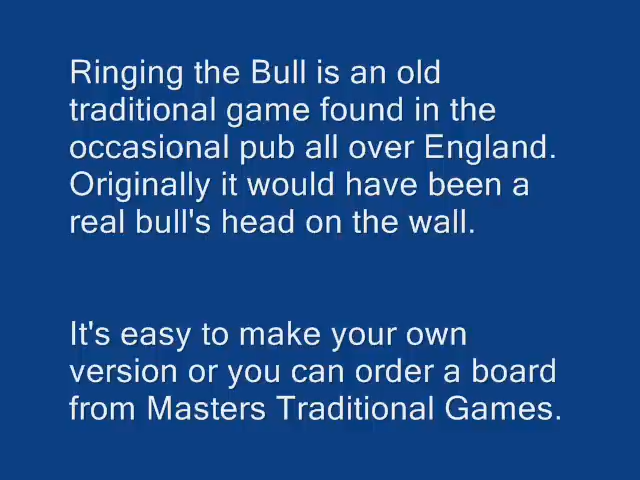 Ringing the Bull is an old
traditional game found in the
occasional pub all over England.
Originally it would have been a
real bull's head on the wall.
It's easy to make your own
version or you can order a board
from Masters Traditional Games.